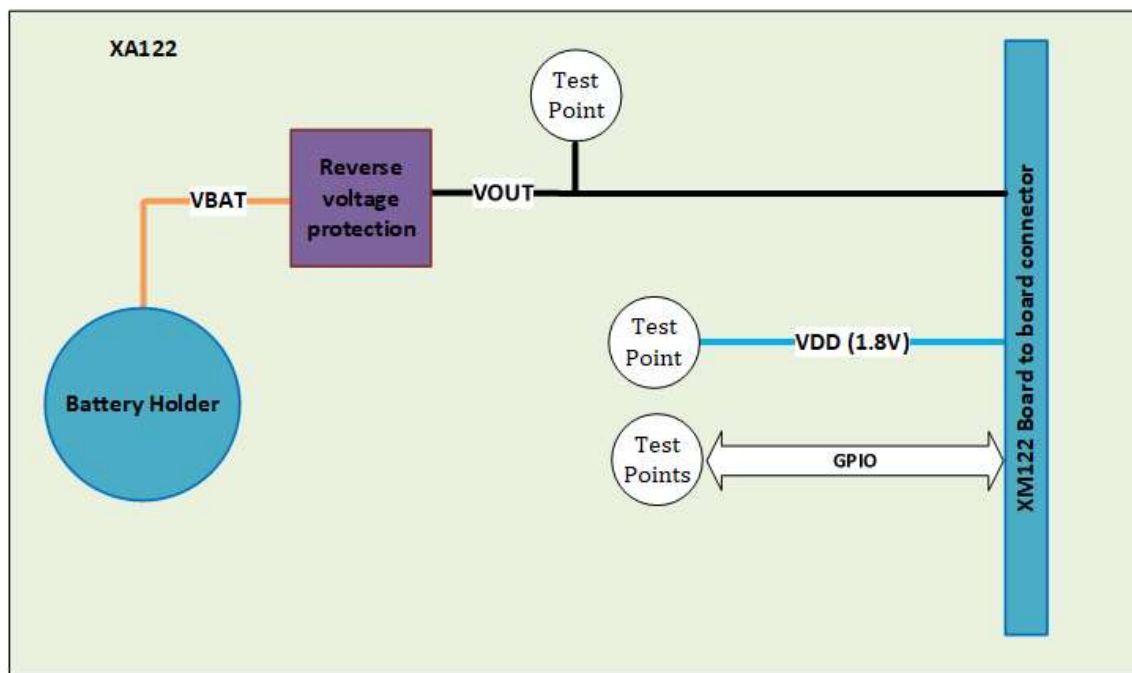 XA122
Test
Point
Reverse
voltage
protection
VBAT
VOUT
Test
Point
VDD (1.8V)
Battery Holder
Test
Points
GPIO
XM122 Board to board connector